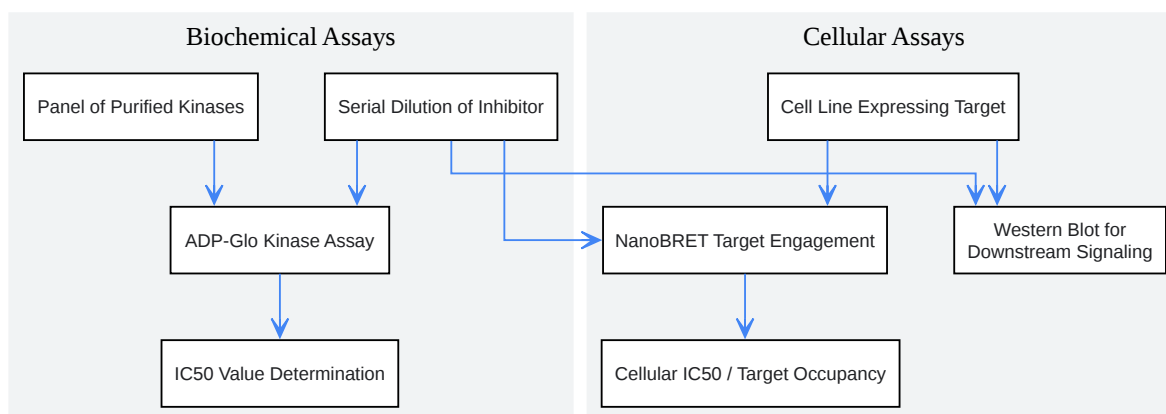 Biochemical Assays
Panel of Purified Kinases
Serial Dilution of Inhibitor
ADP-Glo Kinase Assay
IC50 Value Determination
Cellular Assays
Cell Line Expressing Target
NanoBRET Target Engagement
Western Blot for
Downstream Signaling
Cellular IC50 / Target Occupancy